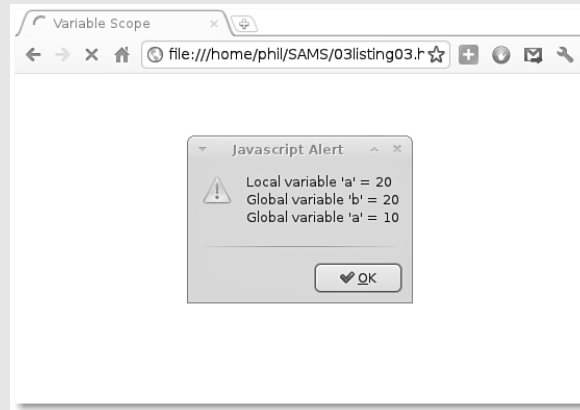 Variable Scope
file:///home/phil/SAMS/03listing03.h
Javascript Alert
Local variable 'a' = 20
Global variable 'b' = 20
Global variable 'a' = 10
OK